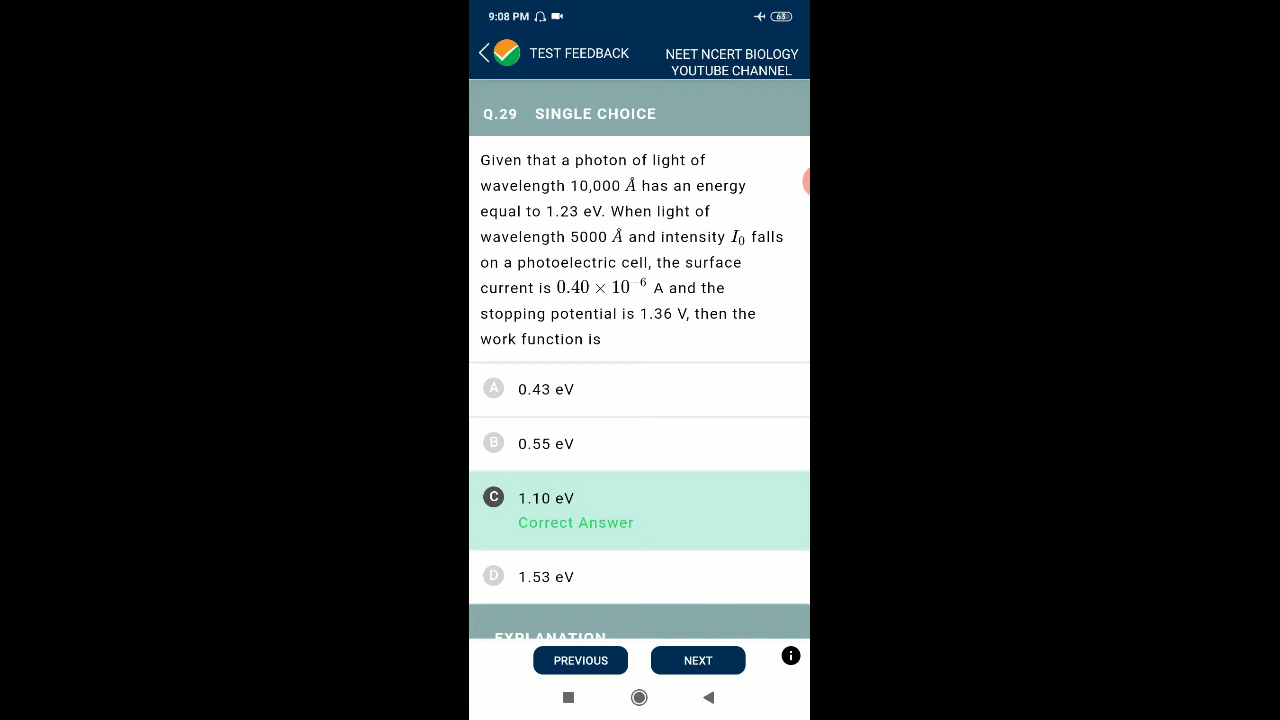 9:08 PM 63
TEST FEEDBACK
NEET NCERT BIOLOGY
YOUTUBE CHANNEL
Q.29 SINGLE CHOICE
Given that a photon of light of
wavelength 10,000 Å has an energy
equal to 1.23 eV. When light of
wavelength 5000 Å and intensity I₀ falls
on a photoelectric cell, the surface
current is 0.40 × 10⁻⁶ A and the
stopping potential is 1.36 V, then the
work function is
A 0.43 eV
B 0.55 eV
C 1.10 eV
Correct Answer
D 1.53 eV
EXPLANATION
PREVIOUS NEXT